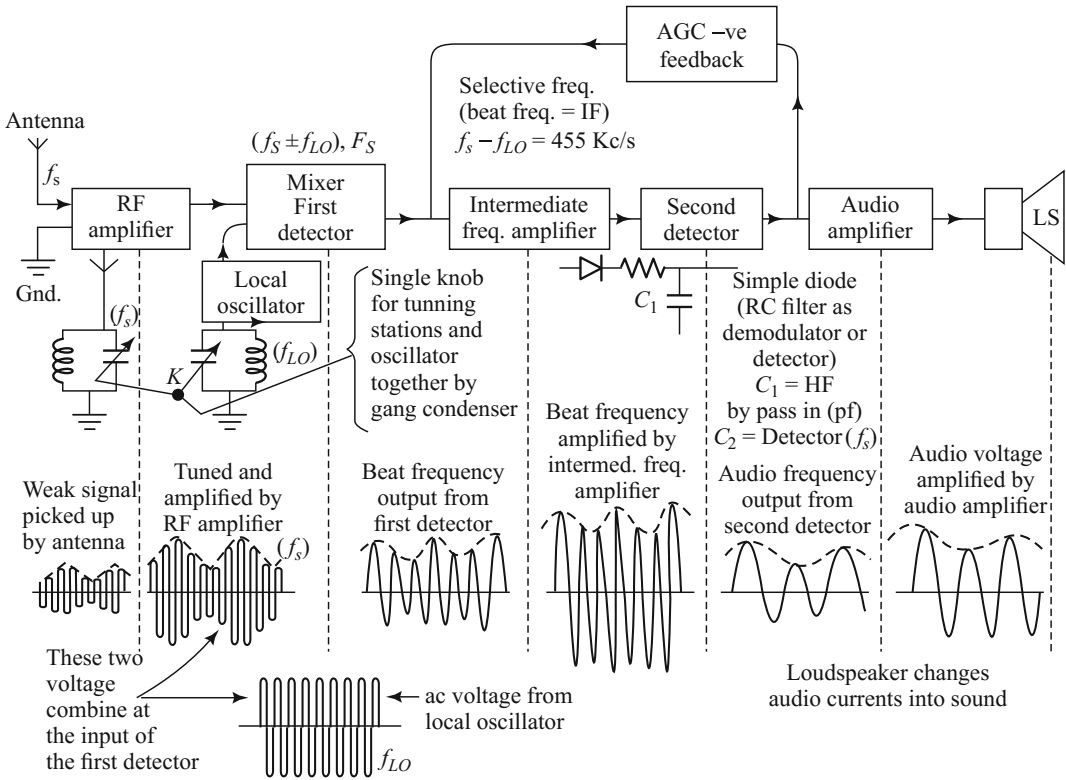 AGC –ve
feedback
Selective freq.
(beat freq. = IF)
fs – fLO = 455 Kc/s
Antenna
fs
(fS ± fLO), FS
RF
amplifier
Mixer
First
detector
Intermediate
freq. amplifier
Second
detector
Audio
amplifier
LS
Gnd.
Local
oscillator
(fs)
(fLO)
K
Single knob
for tunning
stations and
oscillator
together by
gang condenser
C1
Simple diode
(RC filter as
demodulator or
detector)
C1 = HF
by pass in (pf)
C2 = Detector (fs)
Weak signal
picked up
by antenna
Tuned and
amplified by
RF amplifier
(fs)
Beat frequency
output from
first detector
Beat frequency
amplified by
intermed. freq.
amplifier
Audio frequency
output from
second detector
Audio voltage
amplified by
audio amplifier
These two
voltage
combine at
the input of
the first detector
ac voltage from
local oscillator
fLO
Loudspeaker changes
audio currents into sound